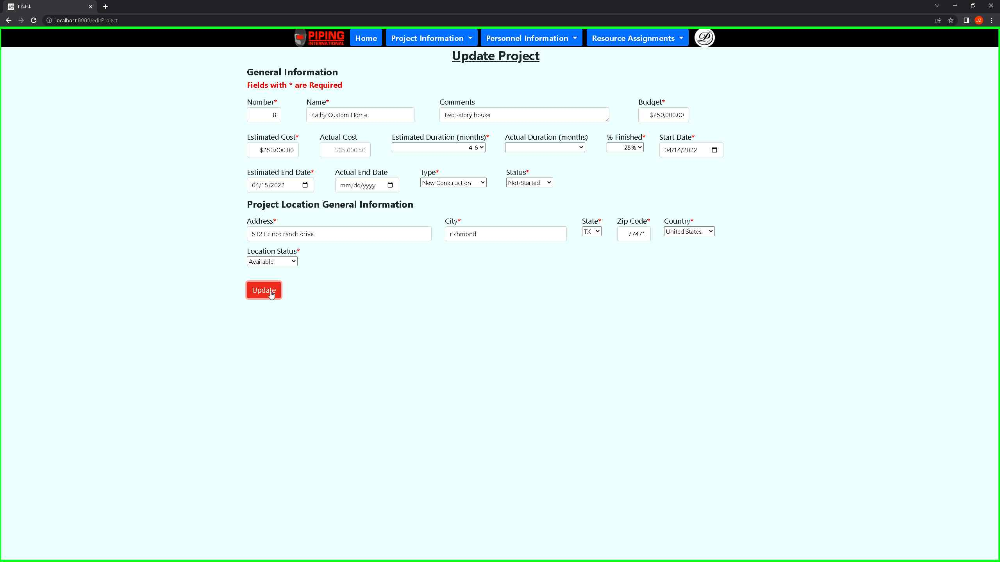 T.A.P.I.
localhost:8080/editProject
JZ
PIPING
INTERNATIONAL
Home Project Information Personnel Information Resource Assignments
Update Project
General Information
Fields with * are Required
Number* Name* Comments Budget*
8 Kathy Custom Home two -story house $250,000.00
Estimated Cost* Actual Cost Estimated Duration (months)* Actual Duration (months) % Finished* Start Date*
$250,000.00 $35,000.50 4-6 25% 04/14/2022
Estimated End Date* Actual End Date Type* Status*
04/15/2022 mm/dd/yyyy New Construction Not-Started
Project Location General Information
Address* City* State* Zip Code* Country*
5323 cinco ranch drive richmond TX 77471 United States
Location Status*
Available
Update